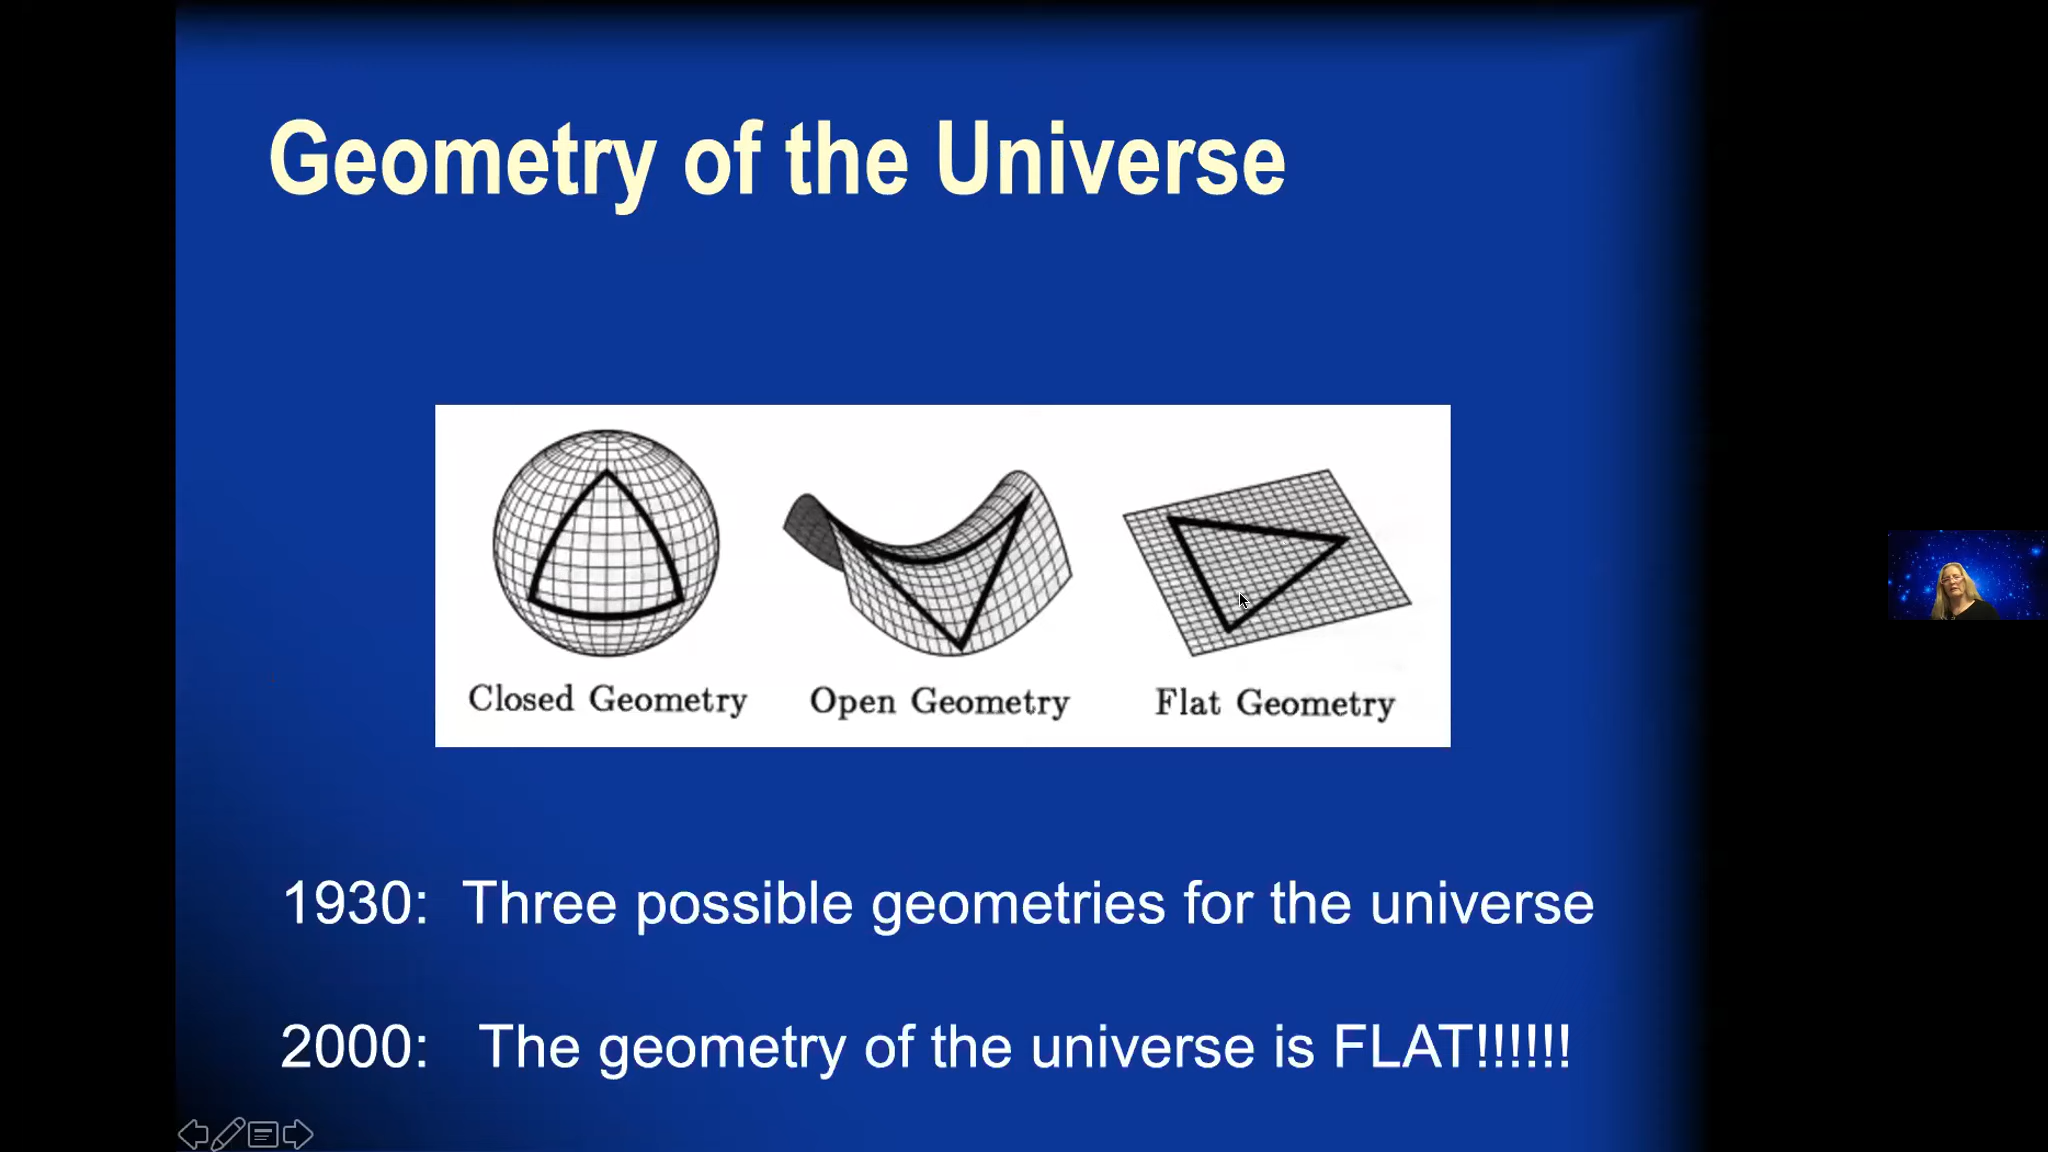 Geometry of the Universe
Closed Geometry
Open Geometry
Flat Geometry
1930: Three possible geometries for the universe
2000: The geometry of the universe is FLAT!!!!!!